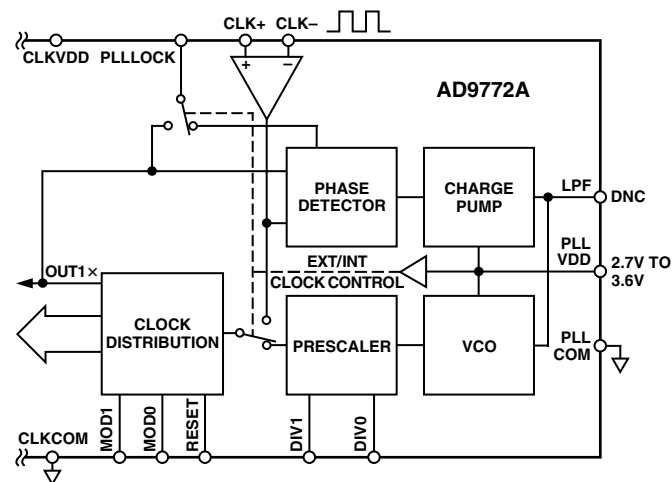 CLK+ CLK–
CLKVDD PLLLOCK
+ –
AD9772A
PHASE
DETECTOR
CHARGE
PUMP
LPF
DNC
PLL
VDD
2.7V TO
3.6V
EXT/INT
CLOCK CONTROL
OUT1×
CLOCK
DISTRIBUTION
PRESCALER
VCO
PLL
COM
CLKCOM
MOD1
MOD0
RESET
DIV1
DIV0